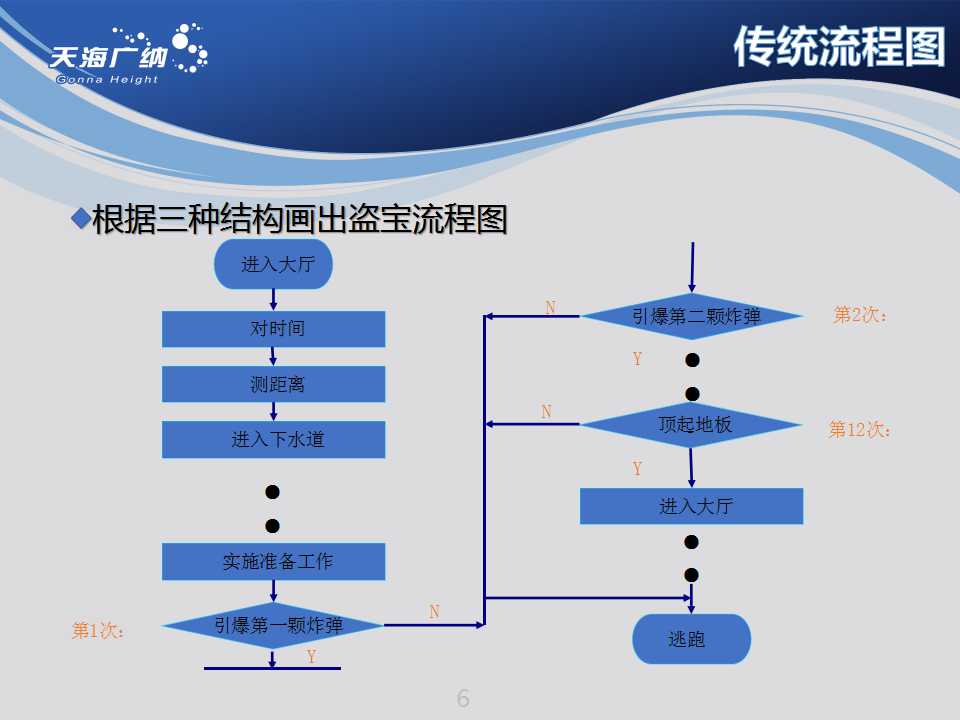 天海广纳
Gonna Height
传统流程图
根据三种结构画出盗宝流程图
进入大厅
对时间
测距离
进入下水道
实施准备工作
第1次：
引爆第一颗炸弹
N
Y
引爆第二颗炸弹
N
第2次：
Y
顶起地板
N
第12次：
Y
进入大厅
逃跑
6